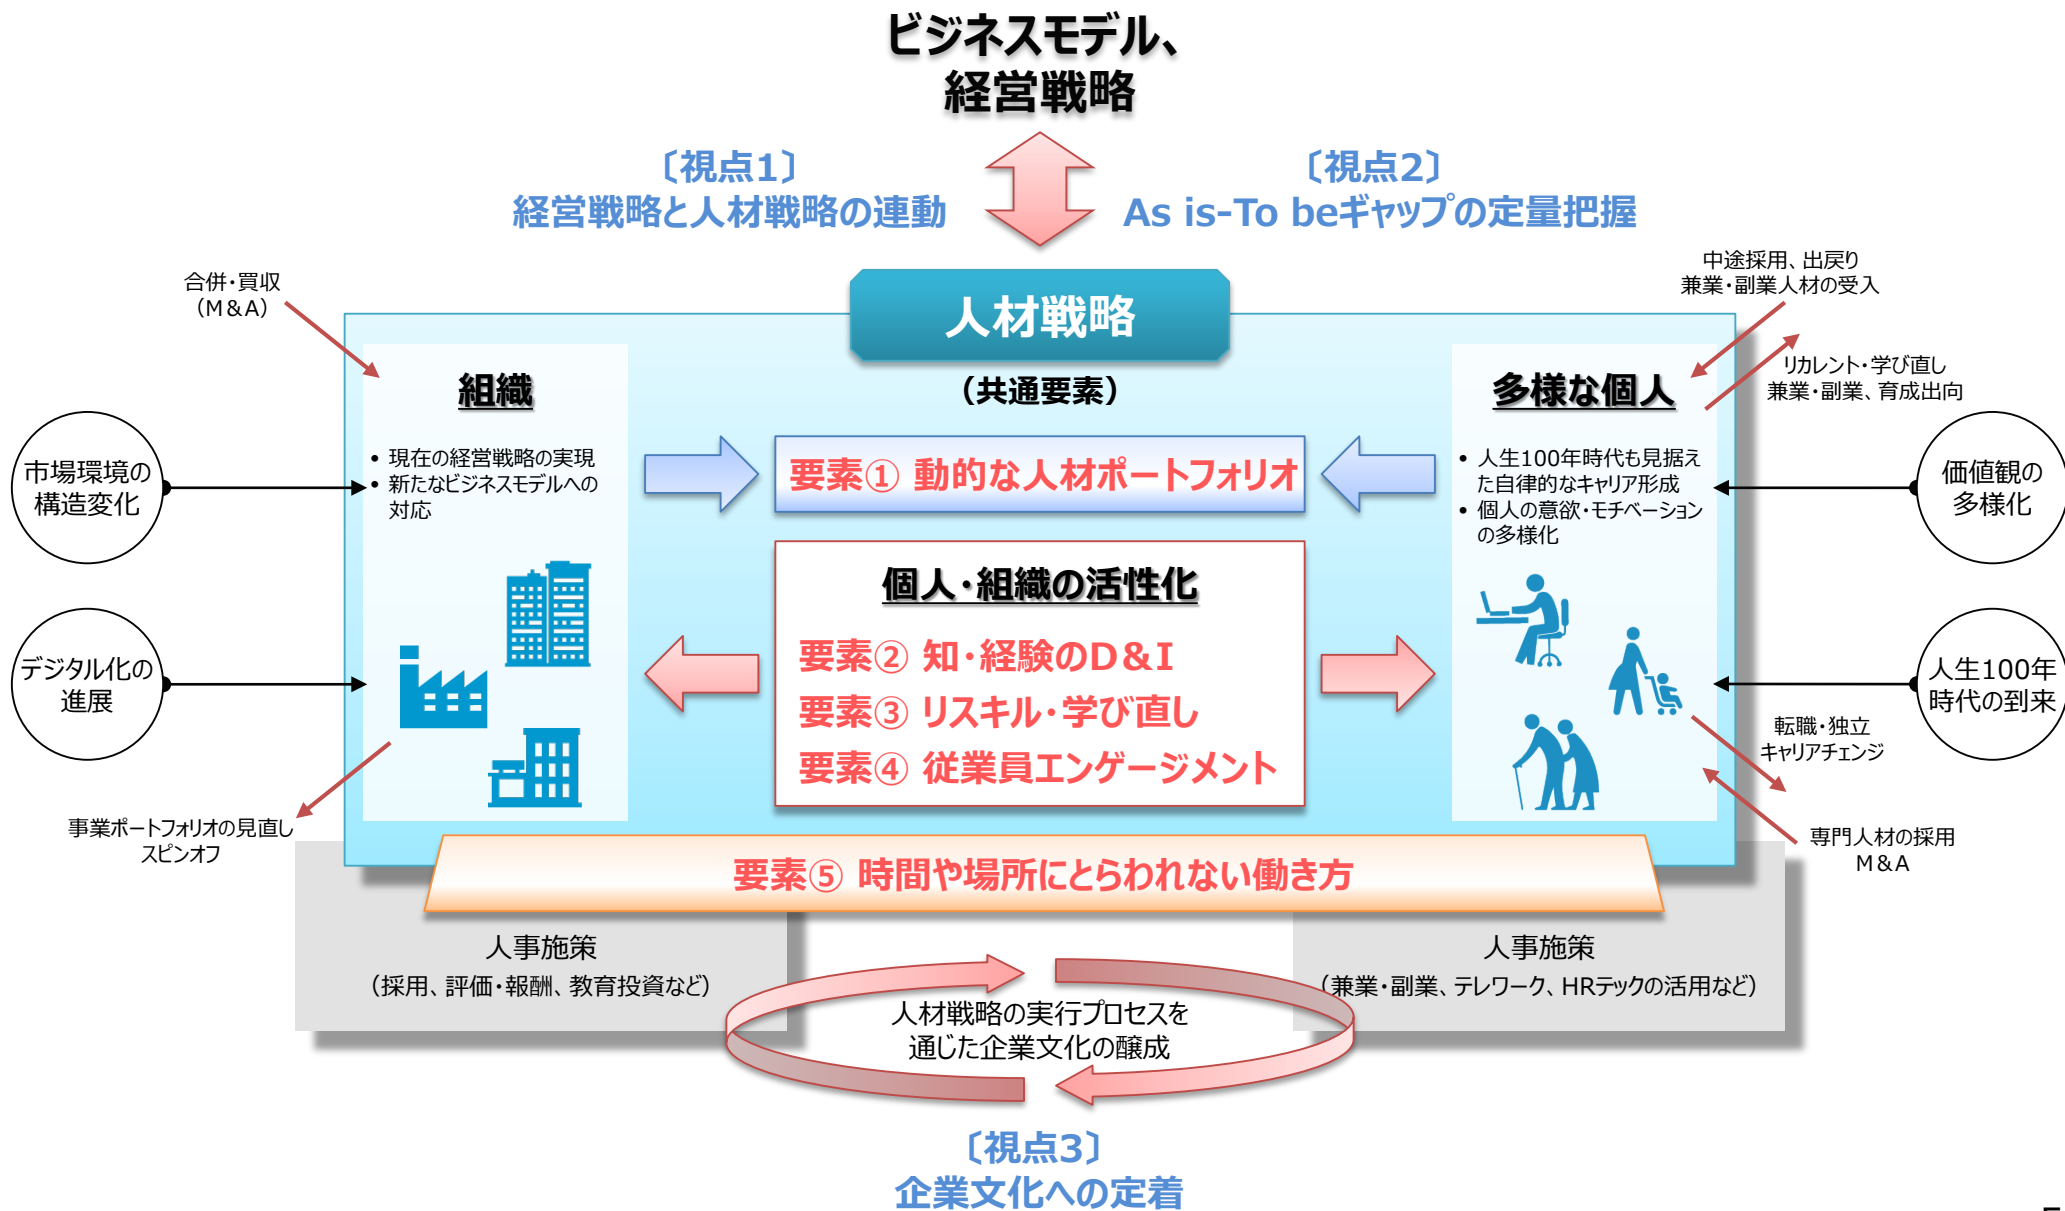 ビジネスモデル、
経営戦略
〔視点1〕
経営戦略と人材戦略の連動
〔視点2〕
As is-To beギャップの定量把握
合併・買収
（M＆A）
中途採用、出戻り
兼業・副業人材の受入
リカレント・学び直し
兼業・副業、育成出向
人材戦略
（共通要素）
組織
• 現在の経営戦略の実現
• 新たなビジネスモデルへの
対応
多様な個人
• 人生100年時代も見据え
た自律的なキャリア形成
• 個人の意欲・モチベーション
の多様化
市場環境の
構造変化
デジタル化の
進展
価値観の
多様化
人生100年
時代の到来
要素① 動的な人材ポートフォリオ
個人・組織の活性化
要素② 知・経験のD＆I
要素③ リスキル・学び直し
要素④ 従業員エンゲージメント
転職・独立
キャリアチェンジ
事業ポートフォリオの見直し
スピンオフ
専門人材の採用
M＆A
要素⑤ 時間や場所にとらわれない働き方
人事施策
（採用、評価・報酬、教育投資など）
人事施策
（兼業・副業、テレワーク、HRテックの活用など）
人材戦略の実行プロセスを
通じた企業文化の醸成
〔視点3〕
企業文化への定着